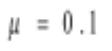 μ = 0.1